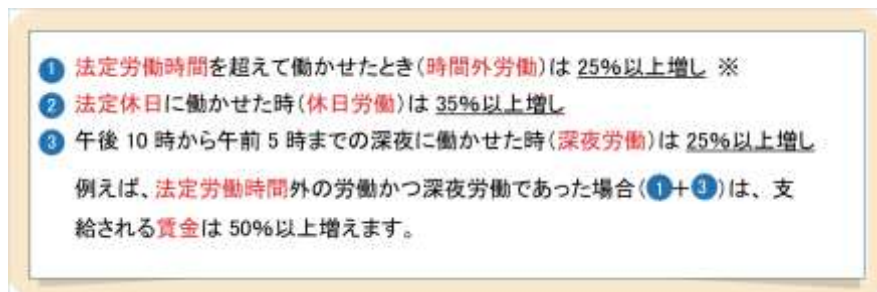 ❶ 法定労働時間を超えて働かせたとき(時間外労働)は 25%以上増し ※
❷ 法定休日に働かせた時(休日労働)は 35%以上増し
❸ 午後 10 時から午前 5 時までの深夜に働かせた時(深夜労働)は 25%以上増し
例えば、法定労働時間外の労働かつ深夜労働であった場合(❶+❸)は、支
給される賃金は 50%以上増えます。